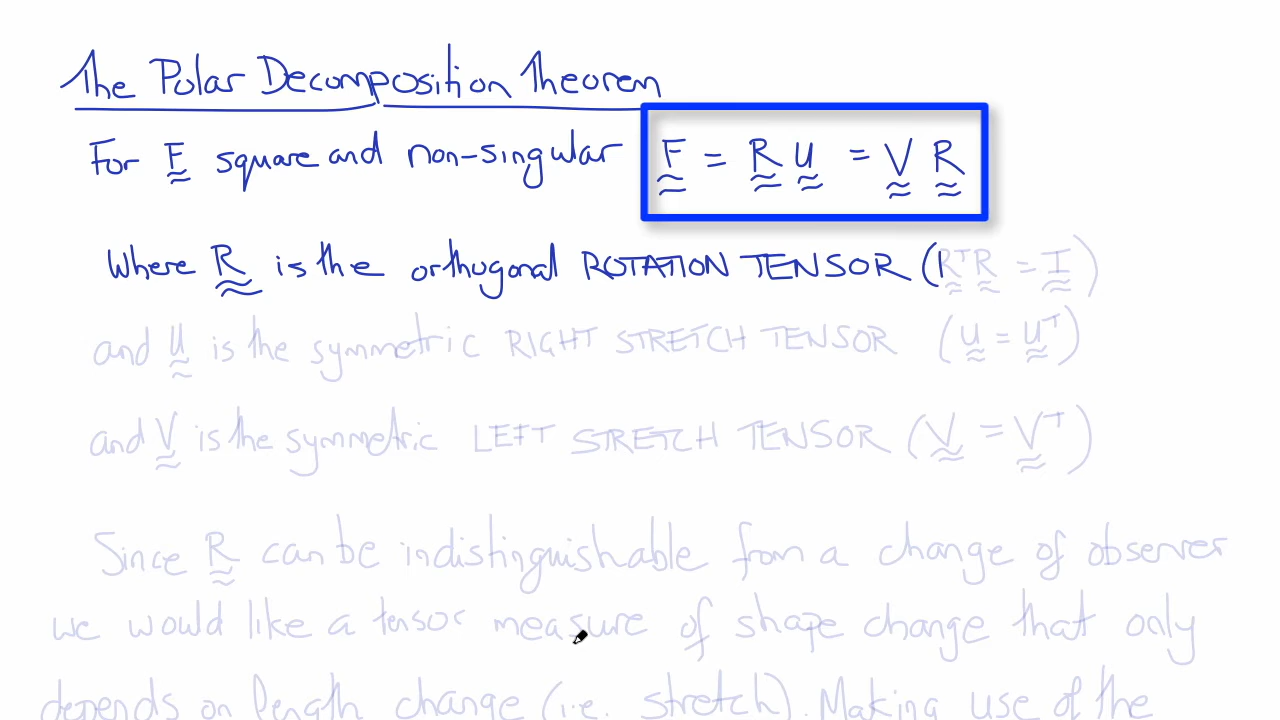 The Polar Decomposition Theorem
For F square and non-singular F = R U = V R
Where R is the orthogonal ROTATION TENSOR (RᵀR = I)
and U is the symmetric RIGHT STRETCH TENSOR (U = Uᵀ)
and V is the symmetric LEFT STRETCH TENSOR (V = Vᵀ)
Since R can be indistinguishable from a change of observer
we would like a tensor measure of shape change that only
depends on length change (i.e. stretch). Making use of the